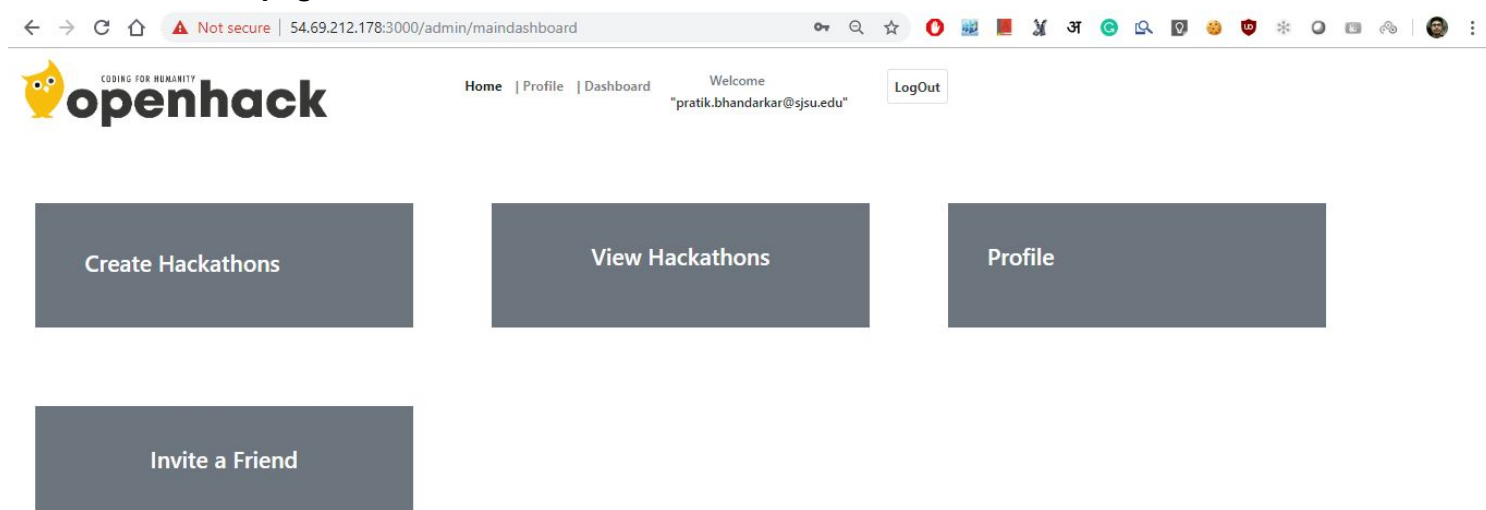 Not secure | 54.69.212.178:3000/admin/maindashboard
CODING FOR HUMANITY
openhack
Home | Profile | Dashboard
Welcome
"pratik.bhandarkar@sjsu.edu"
LogOut
Create Hackathons
View Hackathons
Profile
Invite a Friend